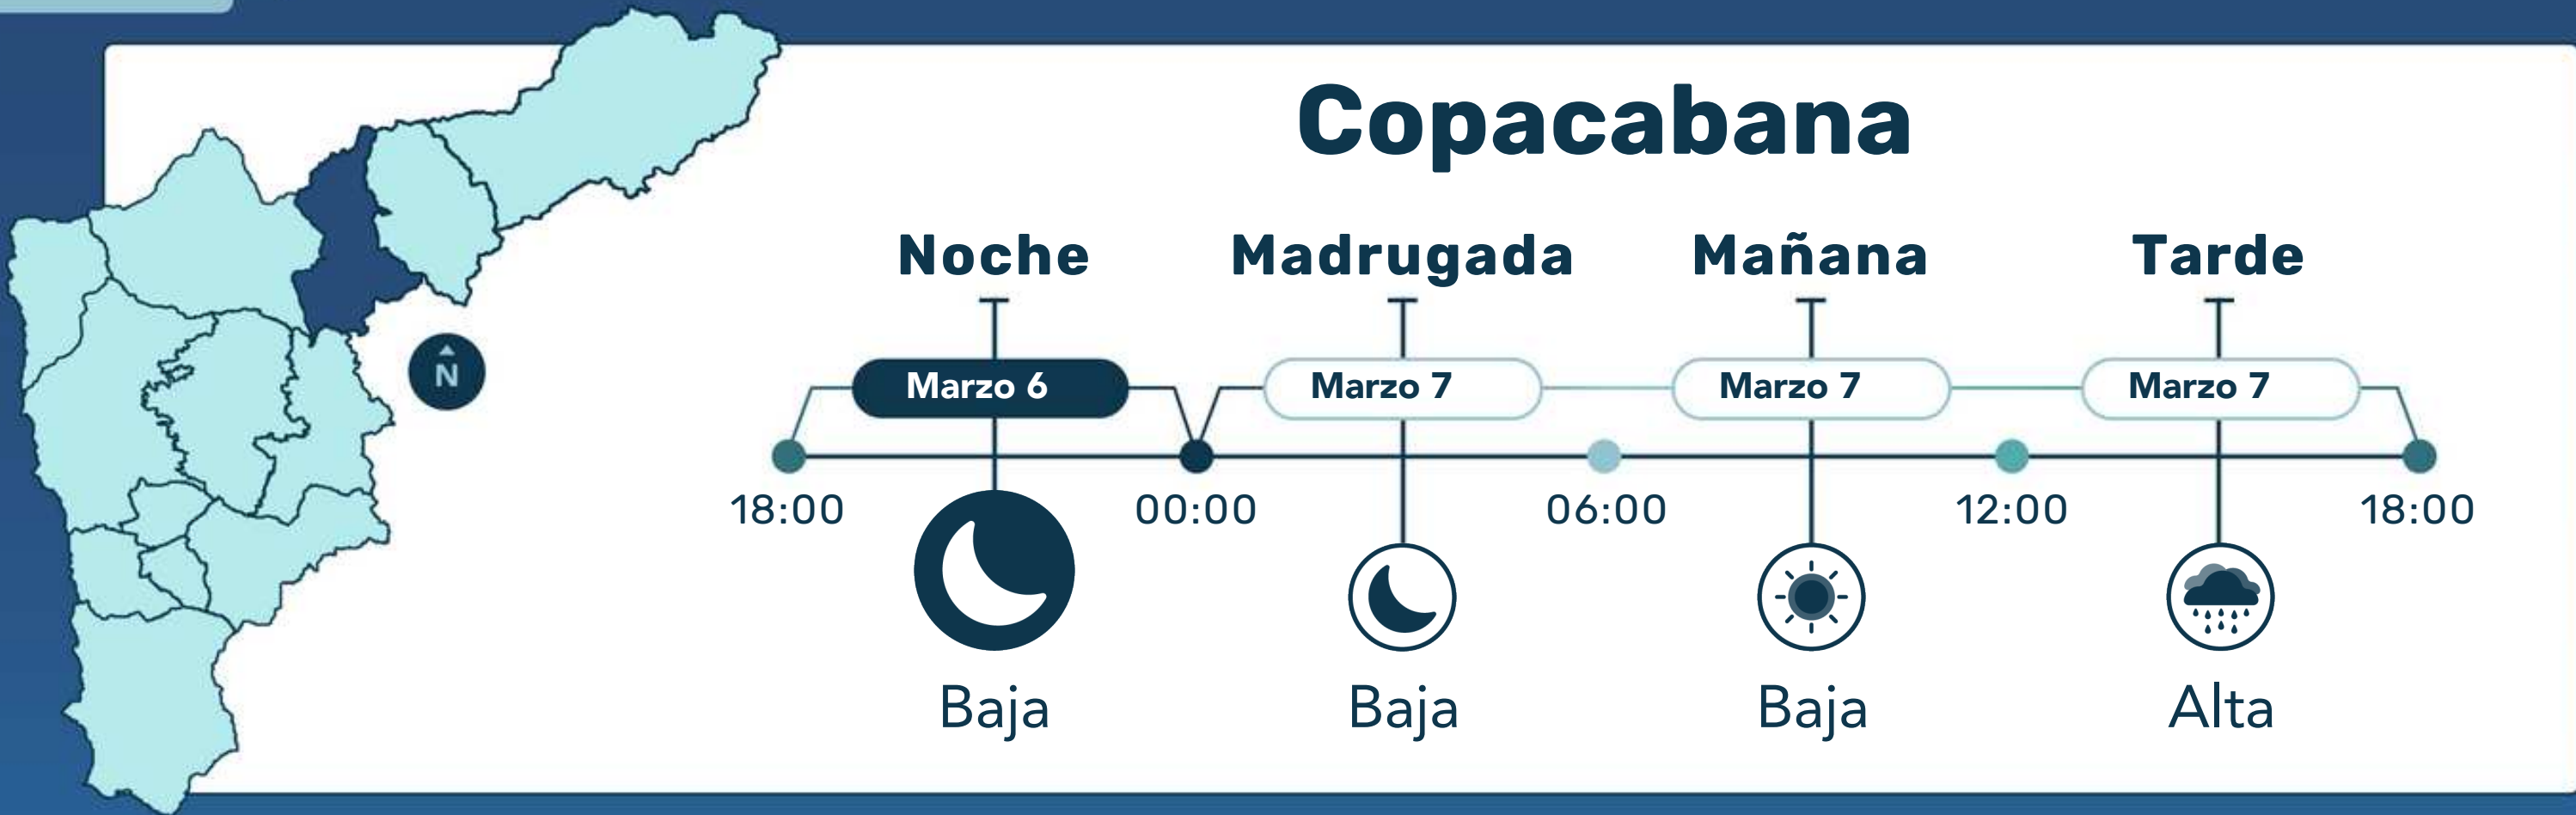 Copacabana
Noche Madrugada Mañana Tarde
Marzo 6 Marzo 7 Marzo 7 Marzo 7
N
18:00 00:00 06:00 12:00 18:00
Baja Baja Baja Alta